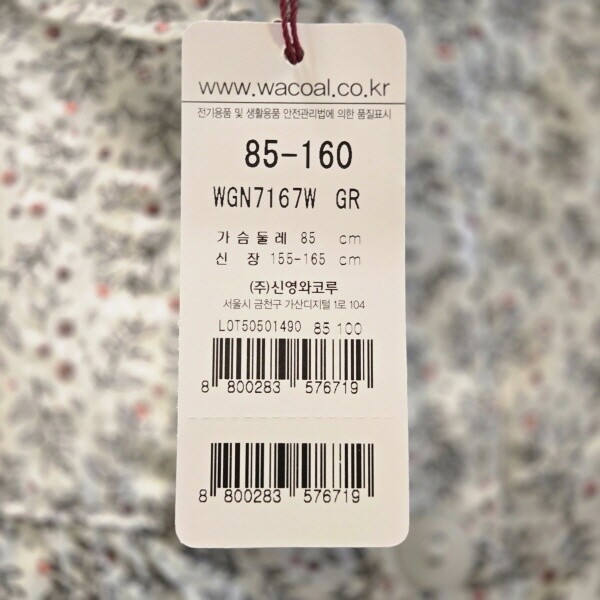 www.wacoal.co.kr
전기용품 및 생활용품 안전관리법에 의한 품질표시
85-160
WGN7167W GR
가슴둘레 85 cm
신 장 155-165 cm
(주)신영와코루
서울시 금천구 가산디지털 1로 104
LOT50501490 85 100
8 800283 576719
8 800283 576719